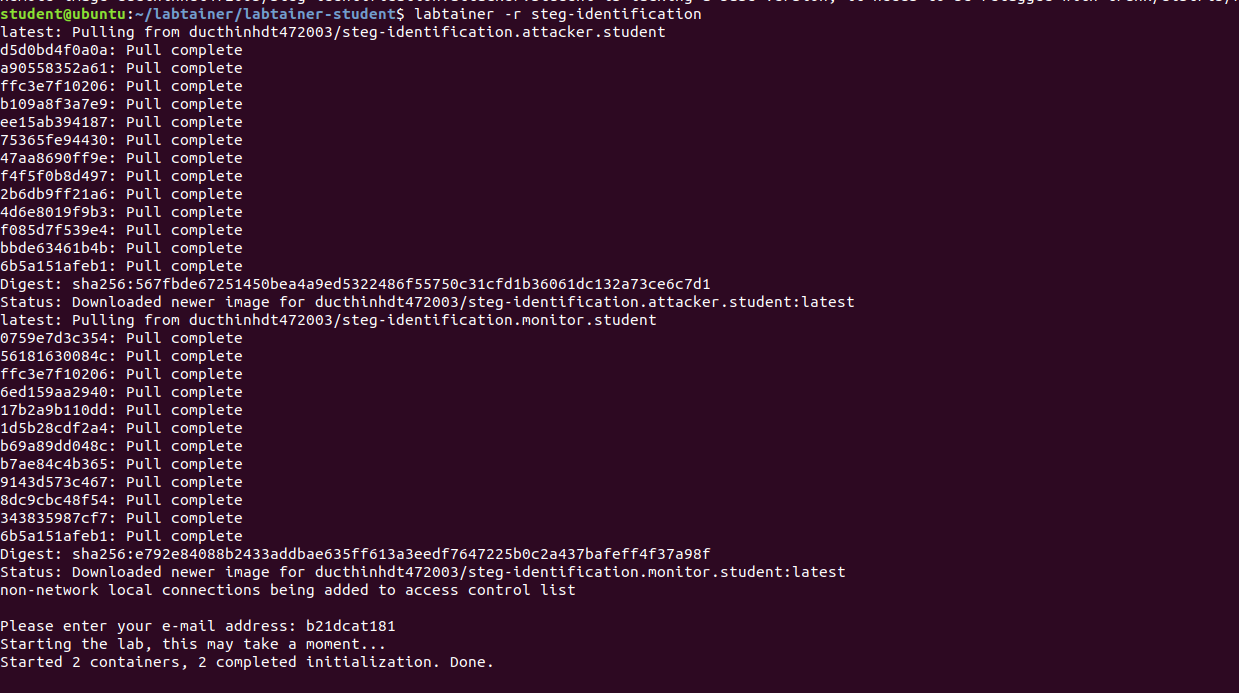 student@ubuntu:~/labtainer/labtainer-student$ labtainer -r steg-identification
latest: Pulling from ducthinhdt472003/steg-identification.attacker.student
d5d0bd4f0a0a: Pull complete
a90558352a61: Pull complete
ffc3e7f10206: Pull complete
b109a8f3a7e9: Pull complete
ee15ab394187: Pull complete
75365fe94430: Pull complete
47aa8690ff9e: Pull complete
f4f5f0b8d497: Pull complete
2b6db9ff21a6: Pull complete
4d6e8019f9b3: Pull complete
f085d7f539e4: Pull complete
bbde63461b4b: Pull complete
6b5a151afeb1: Pull complete
Digest: sha256:567fbde67251450bea4a9ed5322486f55750c31cfd1b36061dc132a73ce6c7d1
Status: Downloaded newer image for ducthinhdt472003/steg-identification.attacker.student:latest
latest: Pulling from ducthinhdt472003/steg-identification.monitor.student
0759e7d3c354: Pull complete
56181630084c: Pull complete
ffc3e7f10206: Pull complete
6ed159aa2940: Pull complete
17b2a9b110dd: Pull complete
1d5b28cdf2a4: Pull complete
b69a89dd048c: Pull complete
b7ae84c4b365: Pull complete
9143d573c467: Pull complete
8dc9cbc48f54: Pull complete
343835987cf7: Pull complete
6b5a151afeb1: Pull complete
Digest: sha256:e792e84088b2433addbae635ff613a3eedf7647225b0c2a437bafeff4f37a98f
Status: Downloaded newer image for ducthinhdt472003/steg-identification.monitor.student:latest
non-network local connections being added to access control list
Please enter your e-mail address: b21dcat181
Starting the lab, this may take a moment...
Started 2 containers, 2 completed initialization. Done.